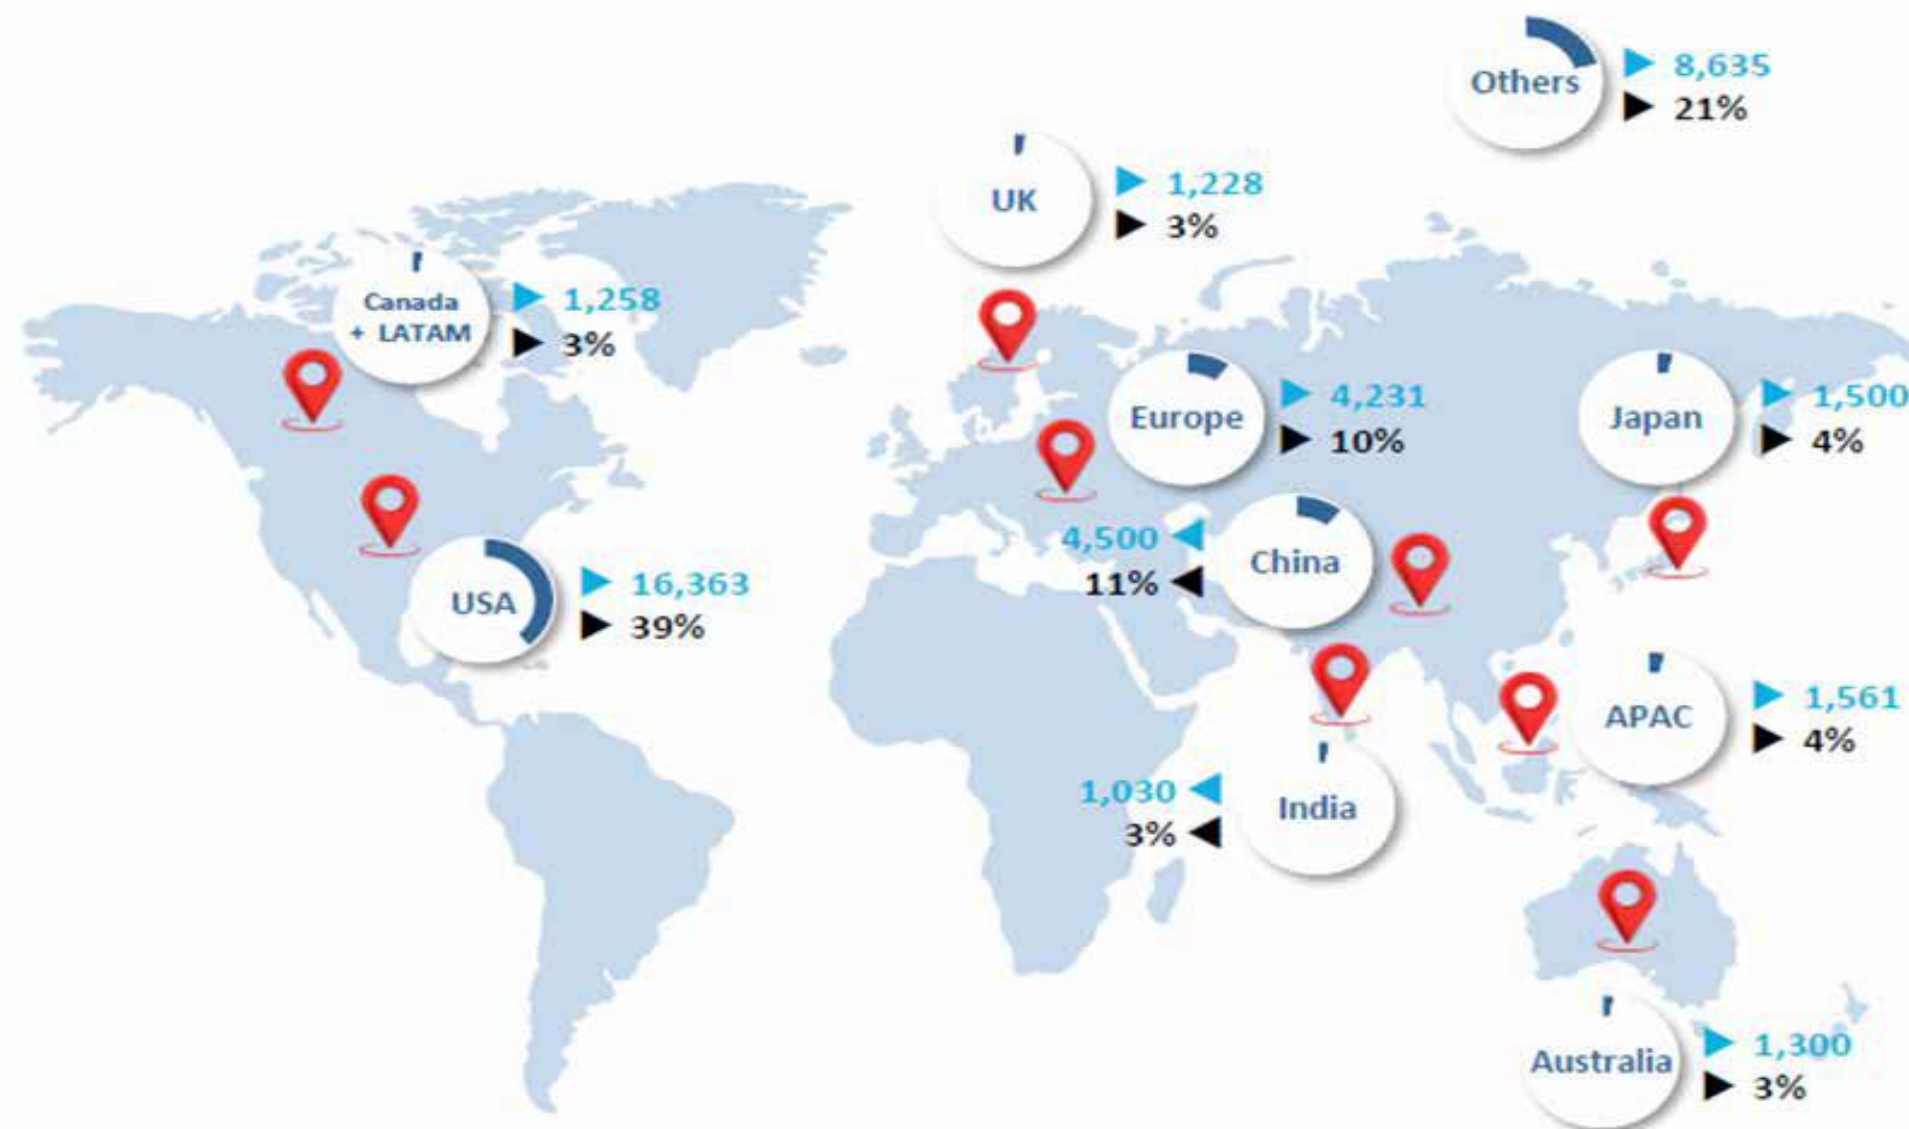 Others
8,635
21%
UK
1,228
3%
Canada
+ LATAM
1,258
3%
Europe
4,231
10%
Japan
1,500
4%
China
4,500
11%
USA
16,363
39%
APAC
1,561
4%
India
1,030
3%
Australia
1,300
3%